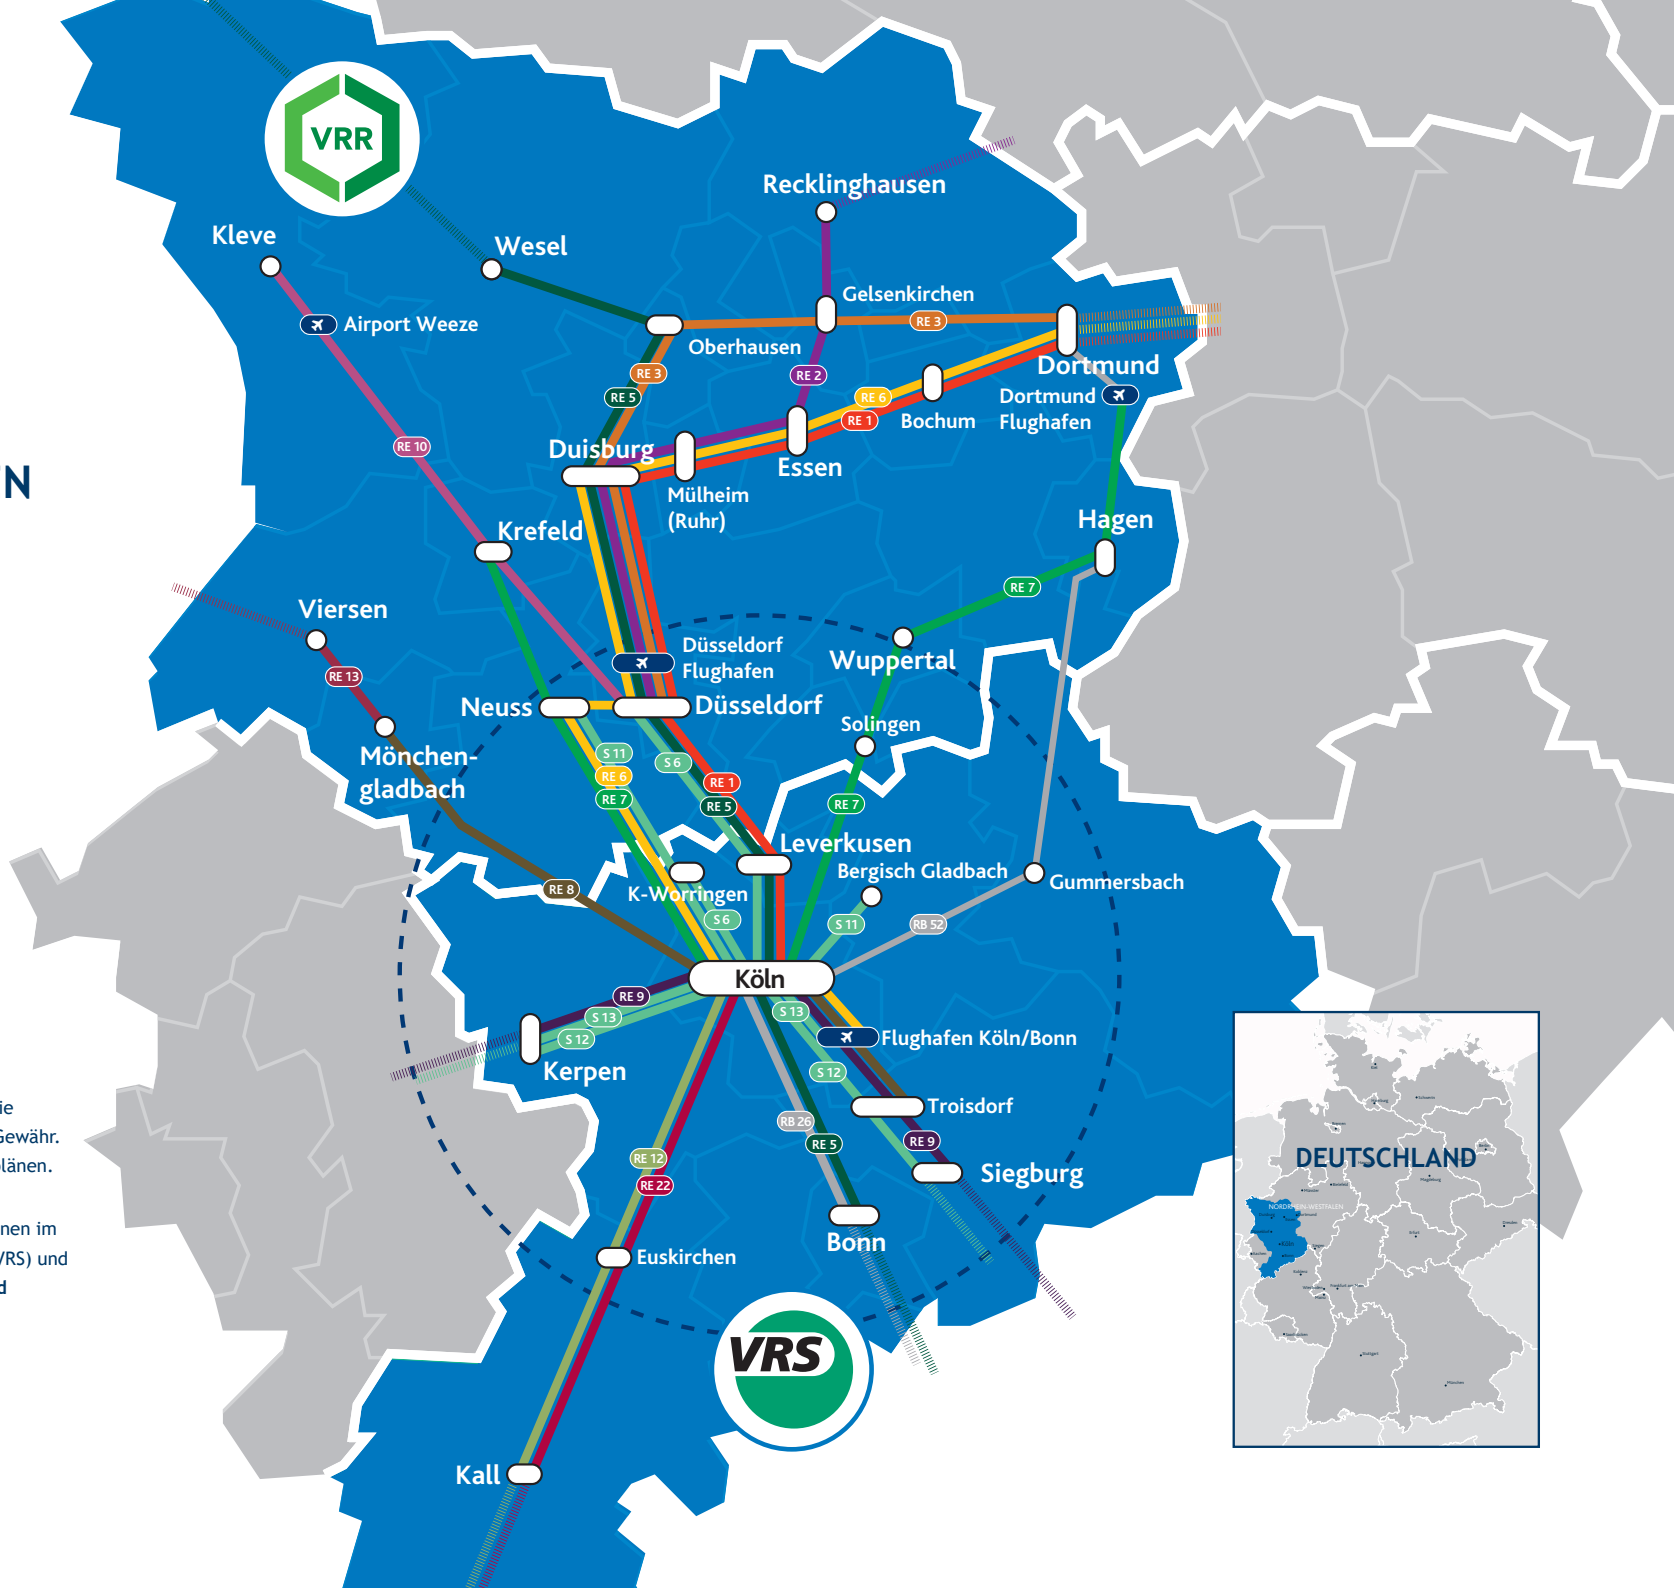 VRR
Recklinghausen
Kleve
Wesel
Gelsenkirchen
RE 3
Airport Weeze
Oberhausen
Dortmund
RE 3
RE 2
RE 5
RE 6
Dortmund
Flughafen
RE 1
Bochum
RE 10
Duisburg
Essen
EN
Mülheim
(Ruhr)
Hagen
Krefeld
RE 7
Viersen
Düsseldorf
Flughafen
Wuppertal
RE 13
Neuss
Düsseldorf
Solingen
Mönchen-
gladbach
S 11
S 6
RE 6
RE 1
RE 7
RE 5
RE 7
Leverkusen
Bergisch Gladbach
Gummersbach
RE 8
K-Worringen
S 6
S 11
RB 52
Köln
RE 9
S 13
S 13
S 12
Flughafen Köln/Bonn
Kerpen
S 12
Troisdorf
RB 26
RE 5
RE 9
RE 12
RE 22
Siegburg
Bonn
Euskirchen
VRS
Kall
ie
Gewähr.
länen.
nen im
VRS) und
d
DEUTSCHLAND
NORDRHEIN-WESTFALEN
Köln